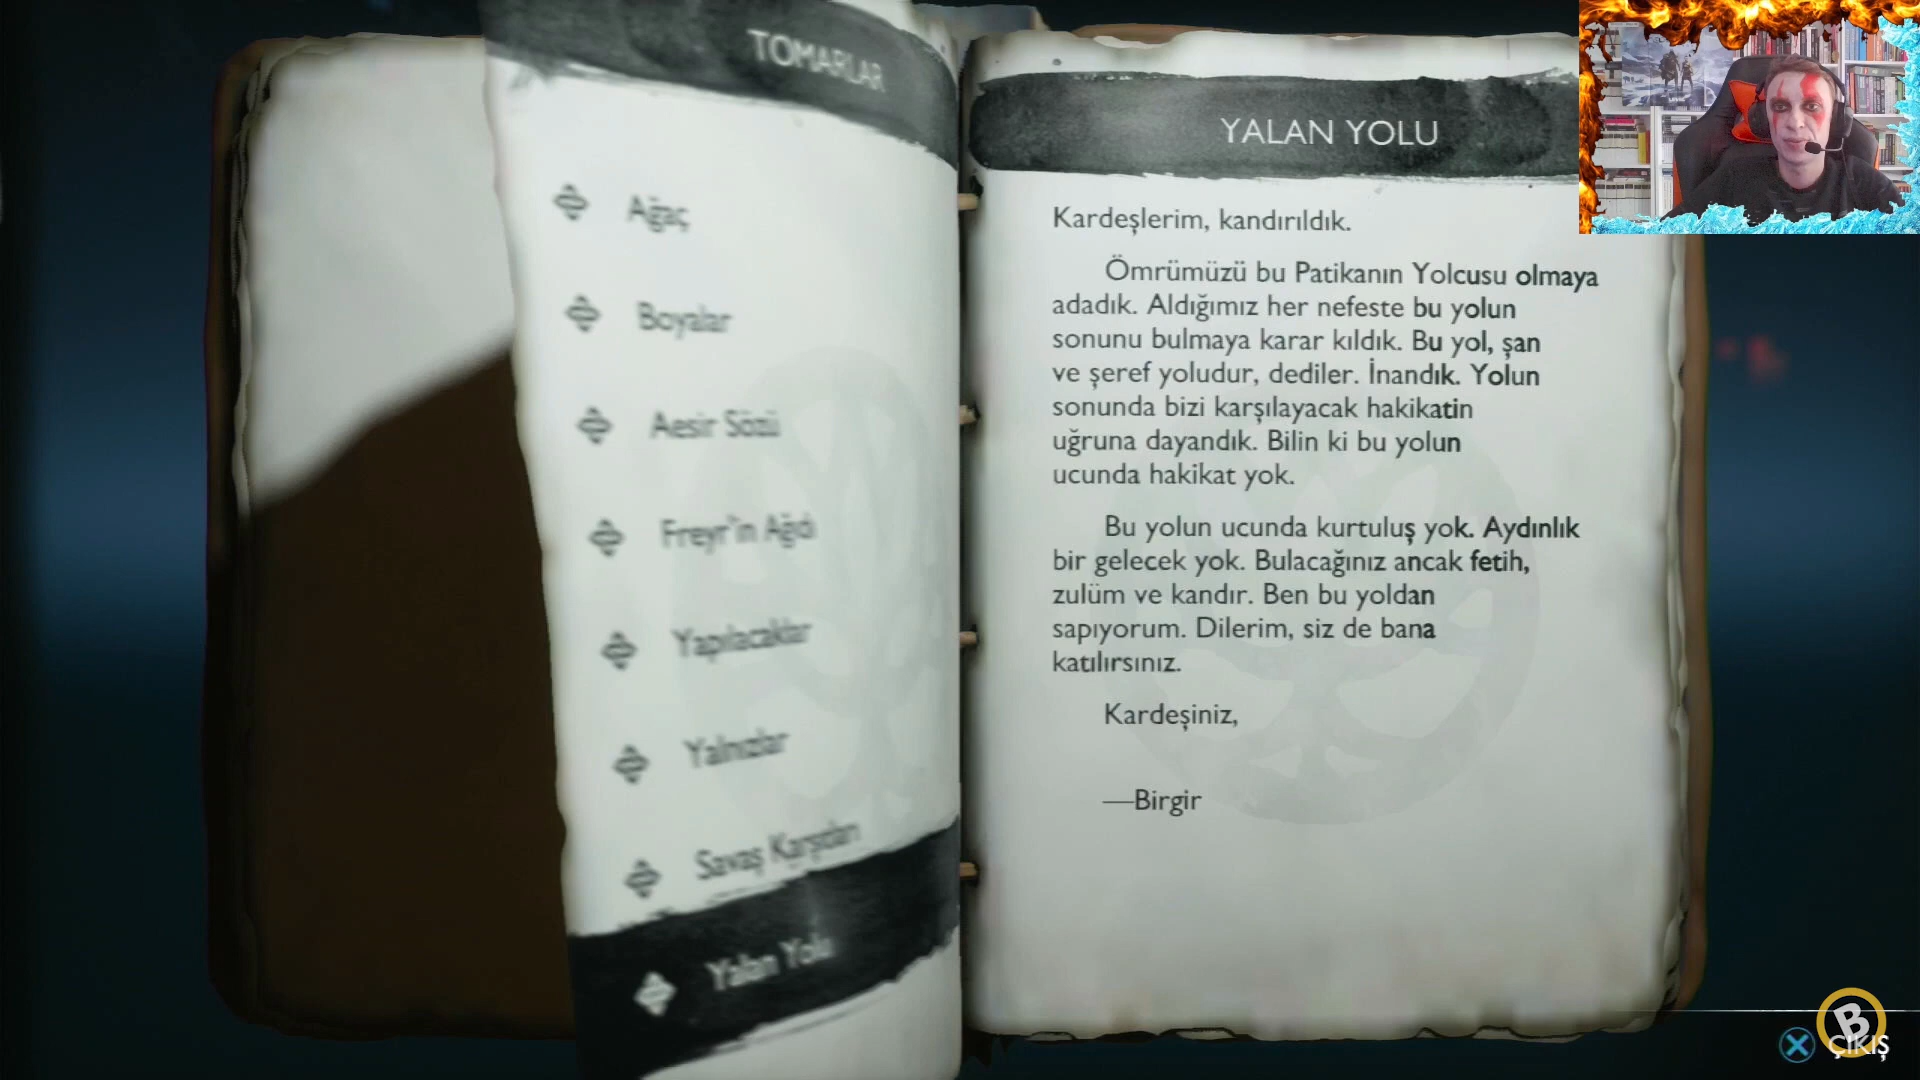 TOMARLAR
Ağaç
Boyalar
Aesir Sözü
Freyr'in Ağıdı
Yapılacaklar
Yalnızlar
Savaş Karşıdan
Yalan Yolu
YALAN YOLU
Kardeşlerim, kandırıldık.
Ömrümüzü bu Patikanın Yolcusu olmaya
adadık. Aldığımız her nefeste bu yolun
sonunu bulmaya karar kıldık. Bu yol, şan
ve şeref yoludur, dediler. İnandık. Yolun
sonunda bizi karşılayacak hakikatin
uğruna dayandık. Bilin ki bu yolun
ucunda hakikat yok.
Bu yolun ucunda kurtuluş yok. Aydınlık
bir gelecek yok. Bulacağınız ancak fetih,
zulüm ve kandır. Ben bu yoldan
sapıyorum. Dilerim, siz de bana
katılırsınız.
Kardeşiniz,
—Birgir
B
ÇIKIŞ